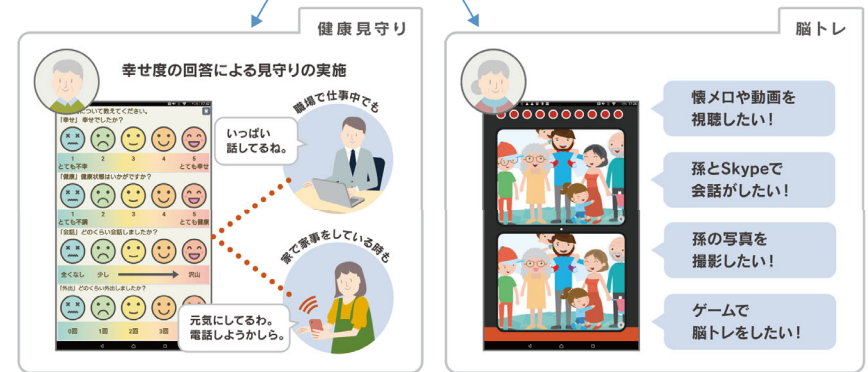 健康見守り
幸せ度の回答による見守りの実施
について教えてください。
「幸せ」 幸せでしたか?
1 2 3 4 5
とても不幸 とても幸せ
「健康」健康状態はいかがですか?
1 2 3 4 5
とても不調 とても健康
「会話」どのくらい会話しましたか?
全くなし 少し 沢山
「外出」どのくらい外出しましたか?
0回 1回 2回 3回
職場で仕事中でも
いっぱい
話してるね。
家で家事をしている時も
元気にしてるわ。
電話しようかしら。
脳トレ
懐メロや動画を
視聴したい!
孫とSkypeで
会話がしたい!
孫の写真を
撮影したい!
ゲームで
脳トレをしたい!